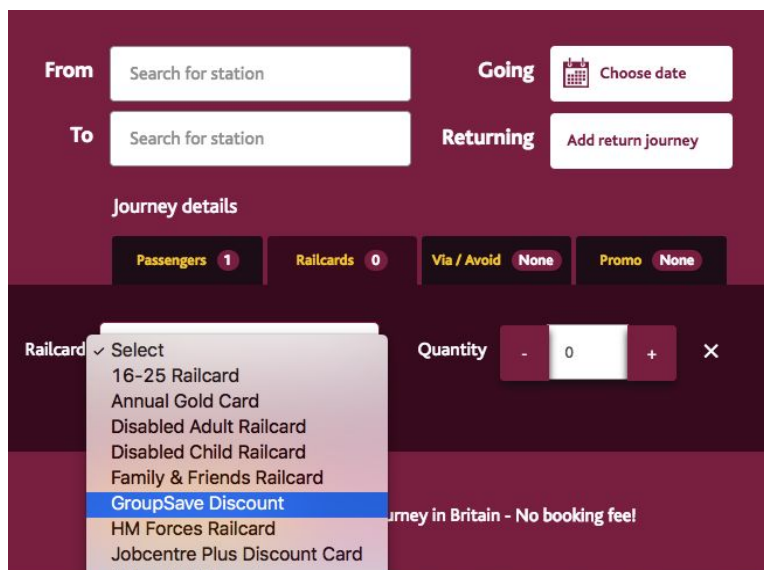 From Search for station Going Choose date
To Search for station Returning Add return journey
Journey details
Passengers 1 Railcards 0 Via / Avoid None Promo None
Railcard ✓ Select Quantity - 0 + ×
16-25 Railcard
Annual Gold Card
Disabled Adult Railcard
Disabled Child Railcard
Family & Friends Railcard
GroupSave Discount
HM Forces Railcard
Jobcentre Plus Discount Card
in Britain - No booking fee!